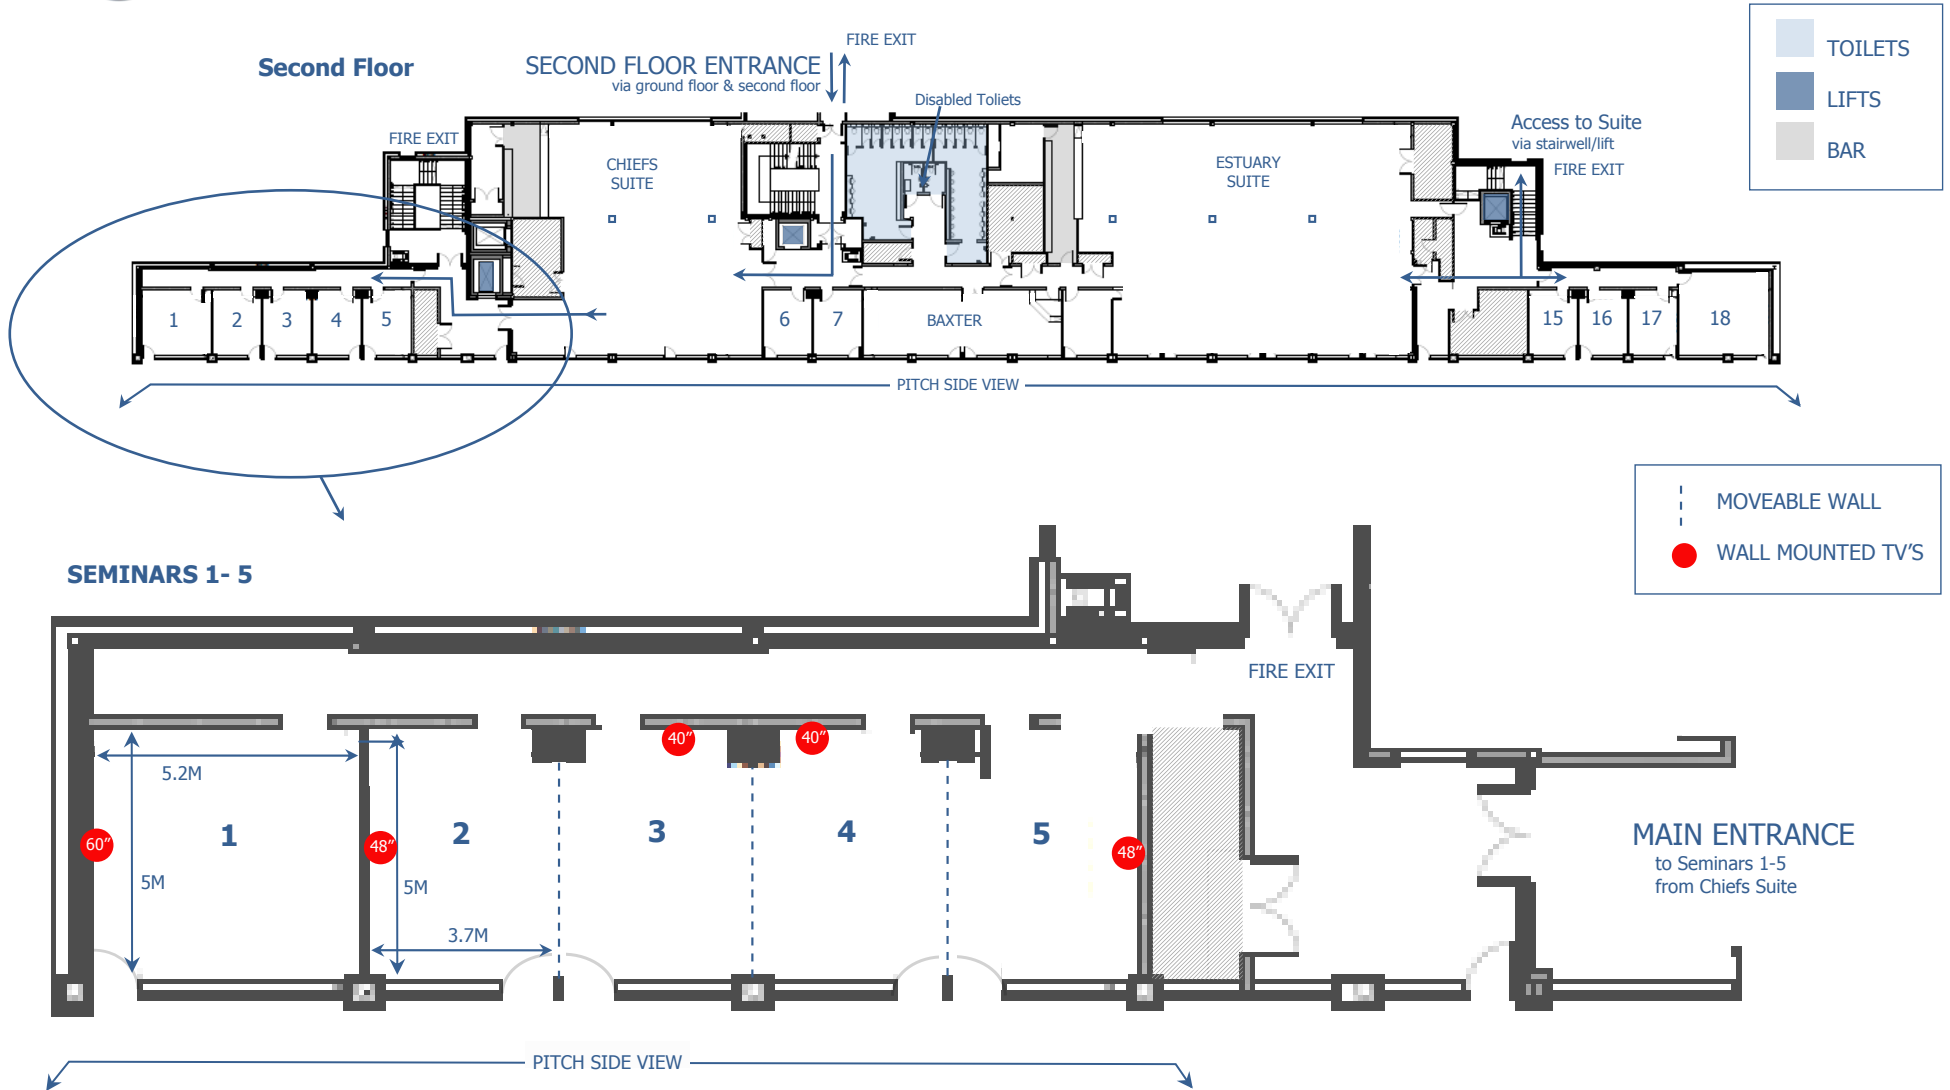 Second Floor
SECOND FLOOR ENTRANCE
via ground floor & second floor
FIRE EXIT
Disabled Toliets
FIRE EXIT
CHIEFS
SUITE
ESTUARY
SUITE
Access to Suite
via stairwell/lift
FIRE EXIT
TOILETS
LIFTS
BAR
1
2
3
4
5
6
7
BAXTER
15
16
17
18
PITCH SIDE VIEW
MOVEABLE WALL
WALL MOUNTED TV'S
SEMINARS 1- 5
FIRE EXIT
40”
40”
5.2M
1
2
3
4
5
60”
48”
48”
5M
5M
3.7M
MAIN ENTRANCE
to Seminars 1-5
from Chiefs Suite
PITCH SIDE VIEW